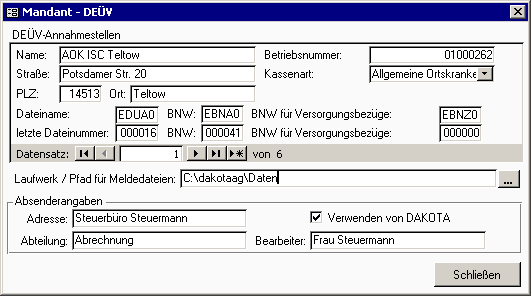 Mandant - DEÜV
DEÜV-Annahmestellen
Name: AOK ISC Teltow Betriebsnummer: 01000262
Straße: Potsdamer Str. 20 Kassenart: Allgemeine Ortskranke
PLZ: 14513 Ort: Teltow
Dateiname: EDUA0 BNW: EBNA0 BNW für Versorgungsbezüge: EBNZ0
letzte Dateinummer: 000016 BNW: 000041 BNW für Versorgungsbezüge: 000000
Datensatz: 1 von 6
Laufwerk / Pfad für Meldedateien: C:\dakotaag\Daten ...
Absenderangaben
Adresse: Steuerbüro Steuermann Verwenden von DAKOTA
Abteilung: Abrechnung Bearbeiter: Frau Steuermann
Schließen